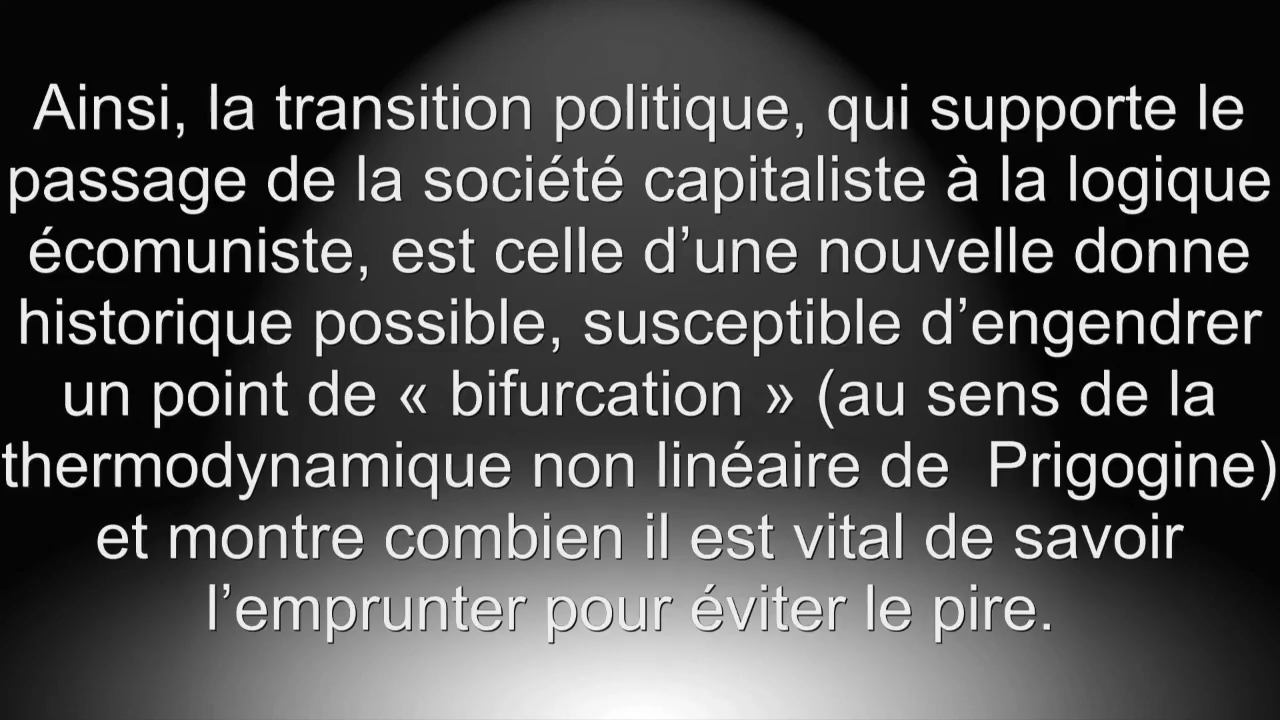 Ainsi, la transition politique, qui supporte le
passage de la société capitaliste à la logique
écomuniste, est celle d’une nouvelle donne
historique possible, susceptible d’engendrer
un point de « bifurcation » (au sens de la
thermodynamique non linéaire de  Prigogine)
et montre combien il est vital de savoir
l’emprunter pour éviter le pire.